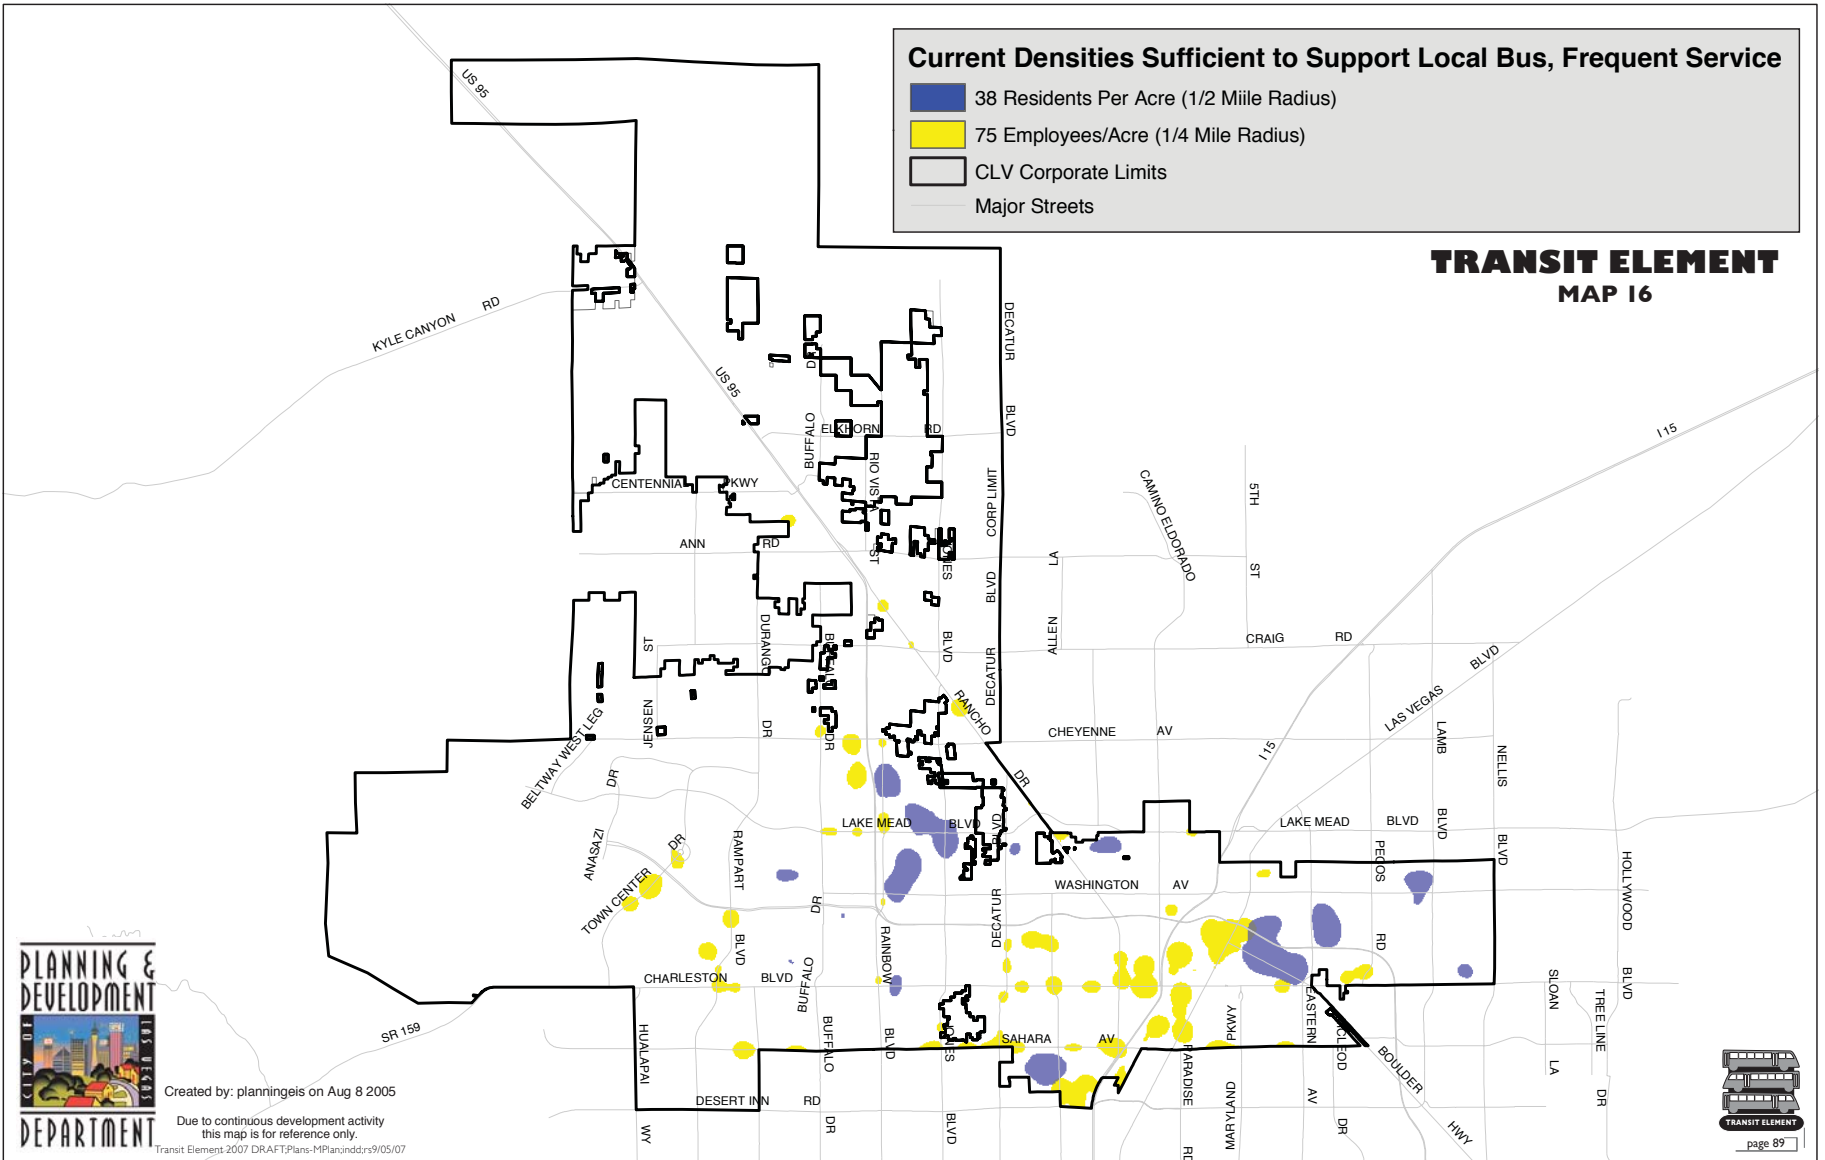 Current Densities Sufficient to Support Local Bus, Frequent Service
38 Residents Per Acre (1/2 Miile Radius)
75 Employees/Acre (1/4 Mile Radius)
CLV Corporate Limits
Major Streets
TRANSIT ELEMENT
MAP 16
US 95
KYLE CANYON RD
US 95
DR
BUFFALO
ELKHORN RD
DECATUR
BLVD
RIO VISTA
ST
CENTENNIAL PKWY
CORP LIMIT
I 15
CAMINO ELDORADO
5TH
ST
ANN RD
JONES
BLVD
LA
ALLEN
DURANGO
DR
BUFFALO
DR
ST
JENSEN
BLVD
DECATUR
CRAIG RD
LAS VEGAS BLVD
RANCHO
DR
CHEYENNE AV
I 15
LAMB
BLVD
NELLIS
BLVD
BELTWAY WEST LEG
DR
ANASAZI
LAKE MEAD BLVD
BLVD
LAKE MEAD BLVD
TOWN CENTER DR
RAMPART
BLVD
DR
BUFFALO
WASHINGTON AV
PECOS
RD
HOLLYWOOD
BLVD
DECATUR
RAINBOW
BLVD
CHARLESTON BLVD
SLOAN
LA
TREE LINE
DR
SR 159
HUALAPAI
WY
BUFFALO
DR
JONES
BLVD
SAHARA AV
PARADISE
RD
PKWY
MARYLAND
EASTERN
AV
MCLEOD
DR
BOULDER
HWY
DESERT INN RD
PLANNING &
DEVELOPMENT
CITY OF
LAS VEGAS
DEPARTMENT
Created by: planningeis on Aug 8 2005
Due to continuous development activity
this map is for reference only.
Transit Element 2007 DRAFT;Plans-MPlan;indd;rs9/05/07
TRANSIT ELEMENT
page 89